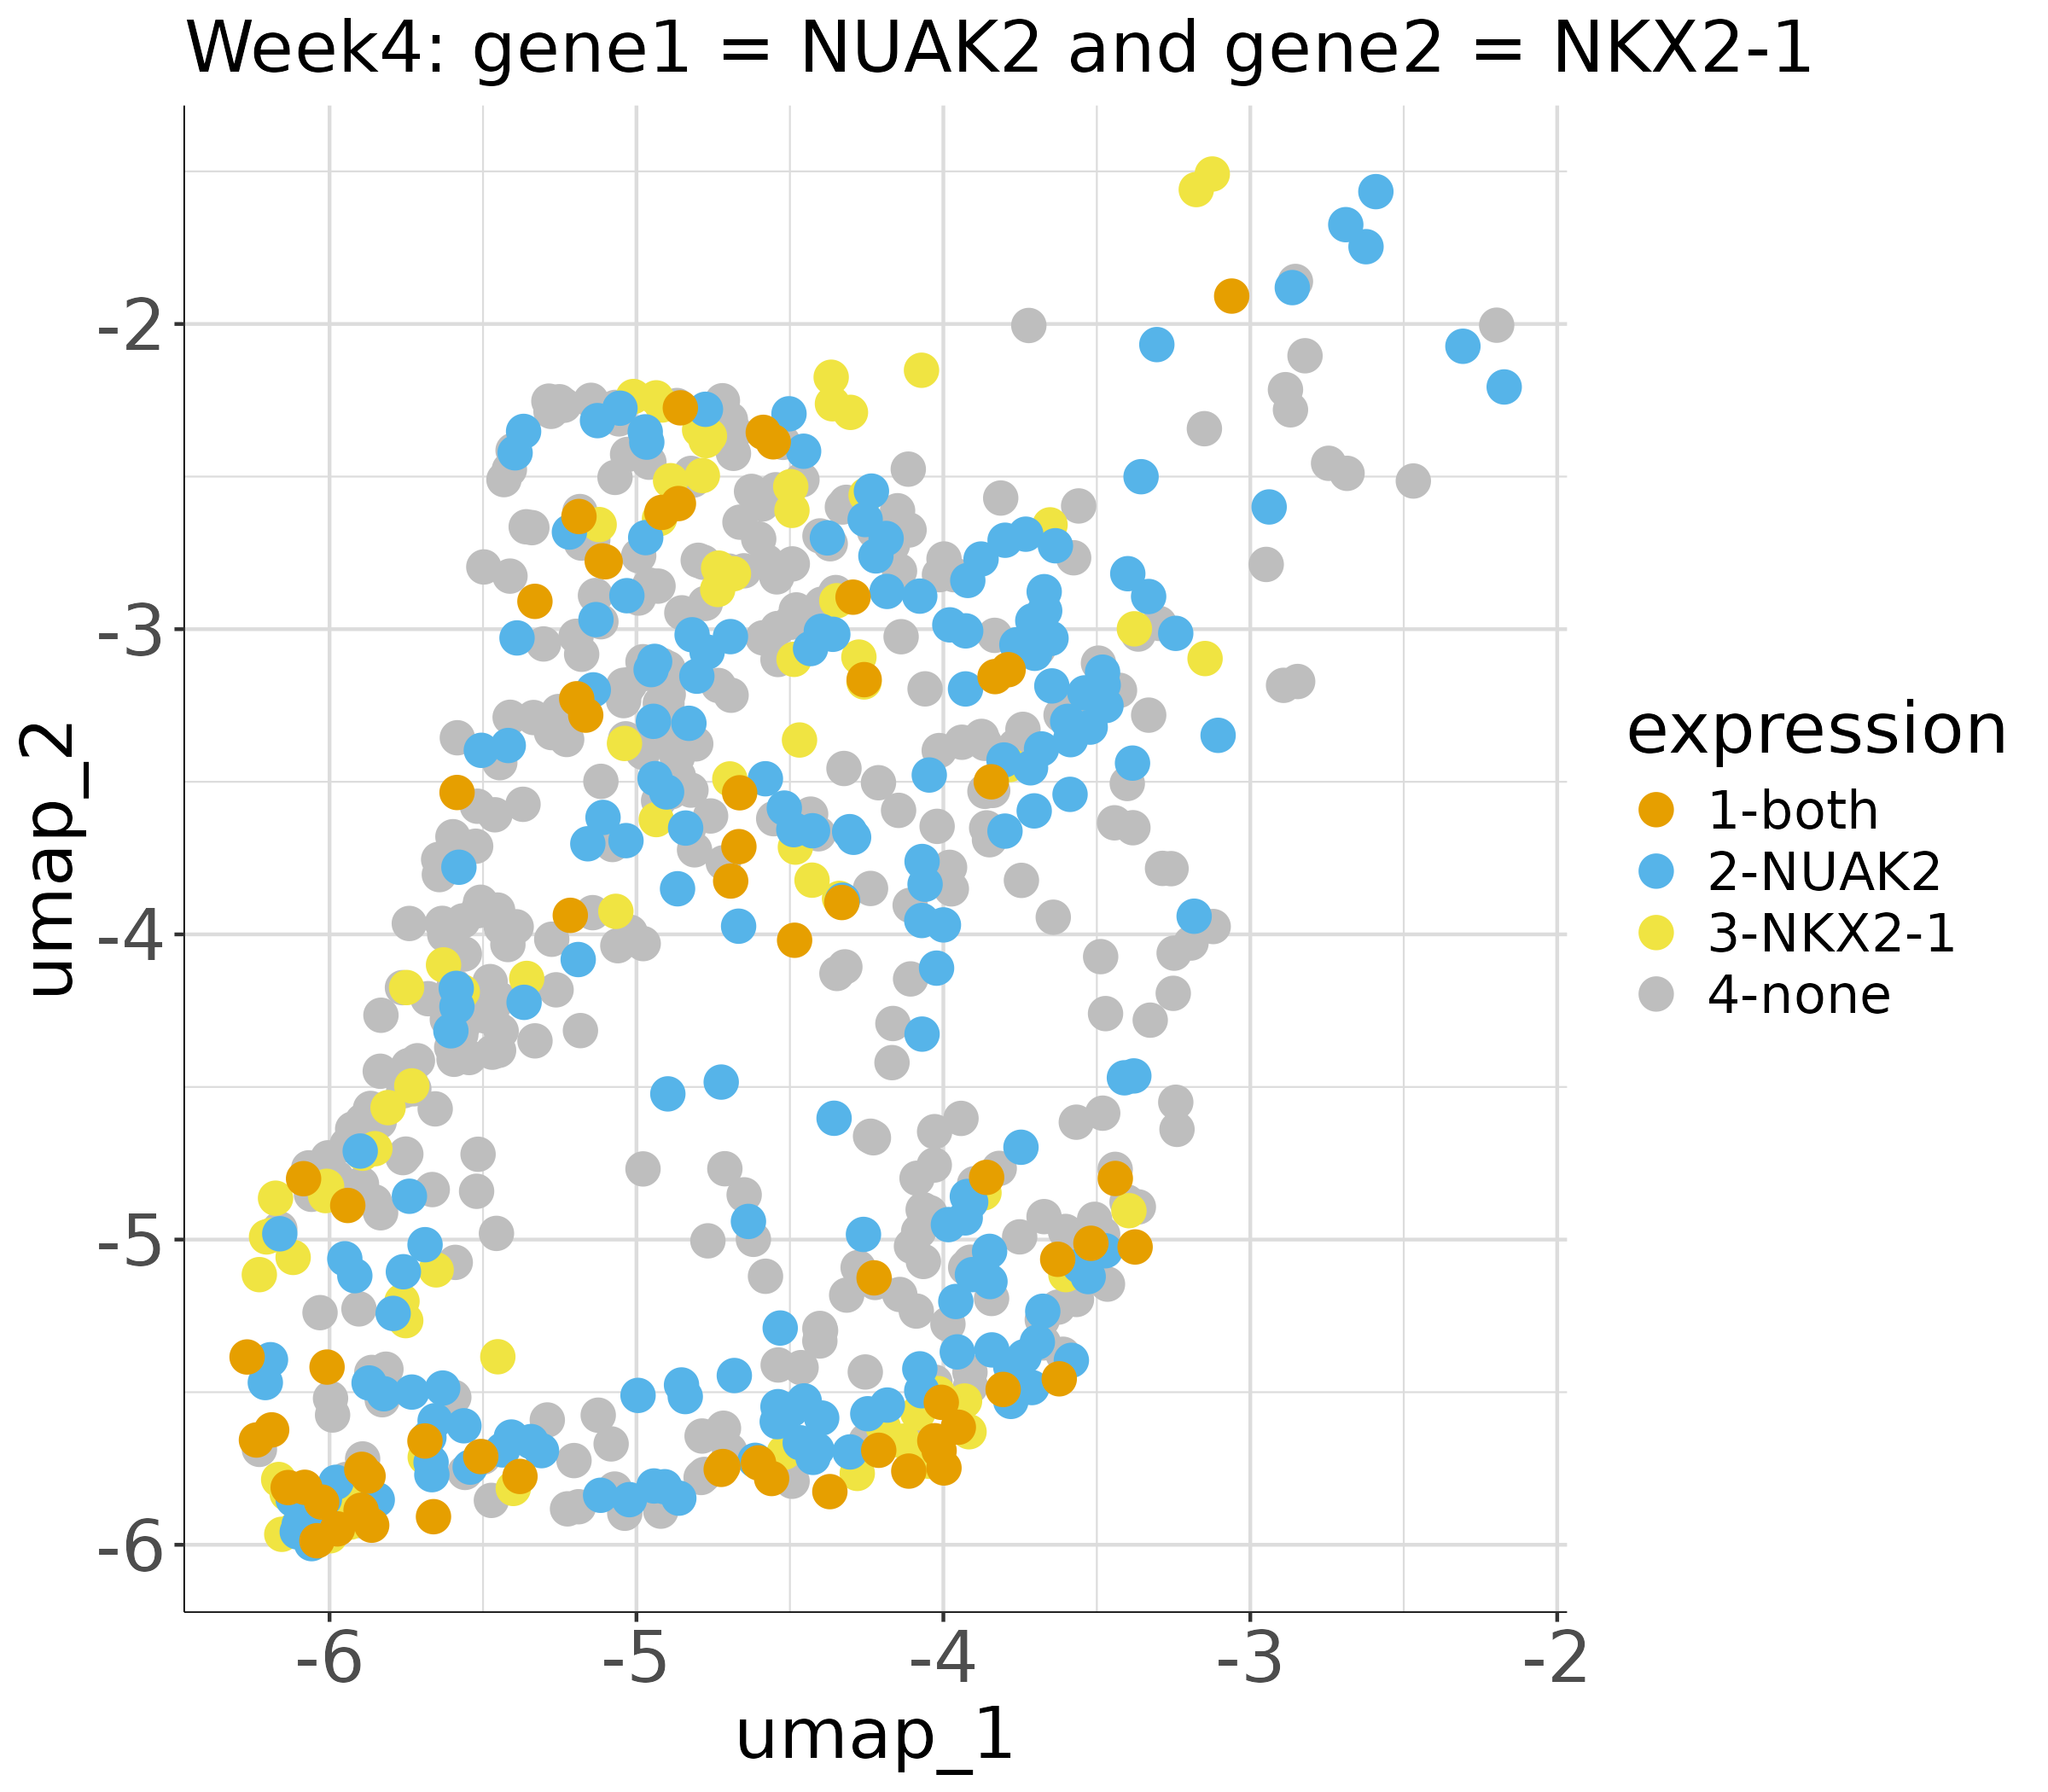 Week4: gene1 = NUAK2 and gene2 = NKX2-1
umap_2
-2
-3
-4
-5
-6
-6 -5 -4 -3 -2
umap_1
expression
1-both
2-NUAK2
3-NKX2-1
4-none